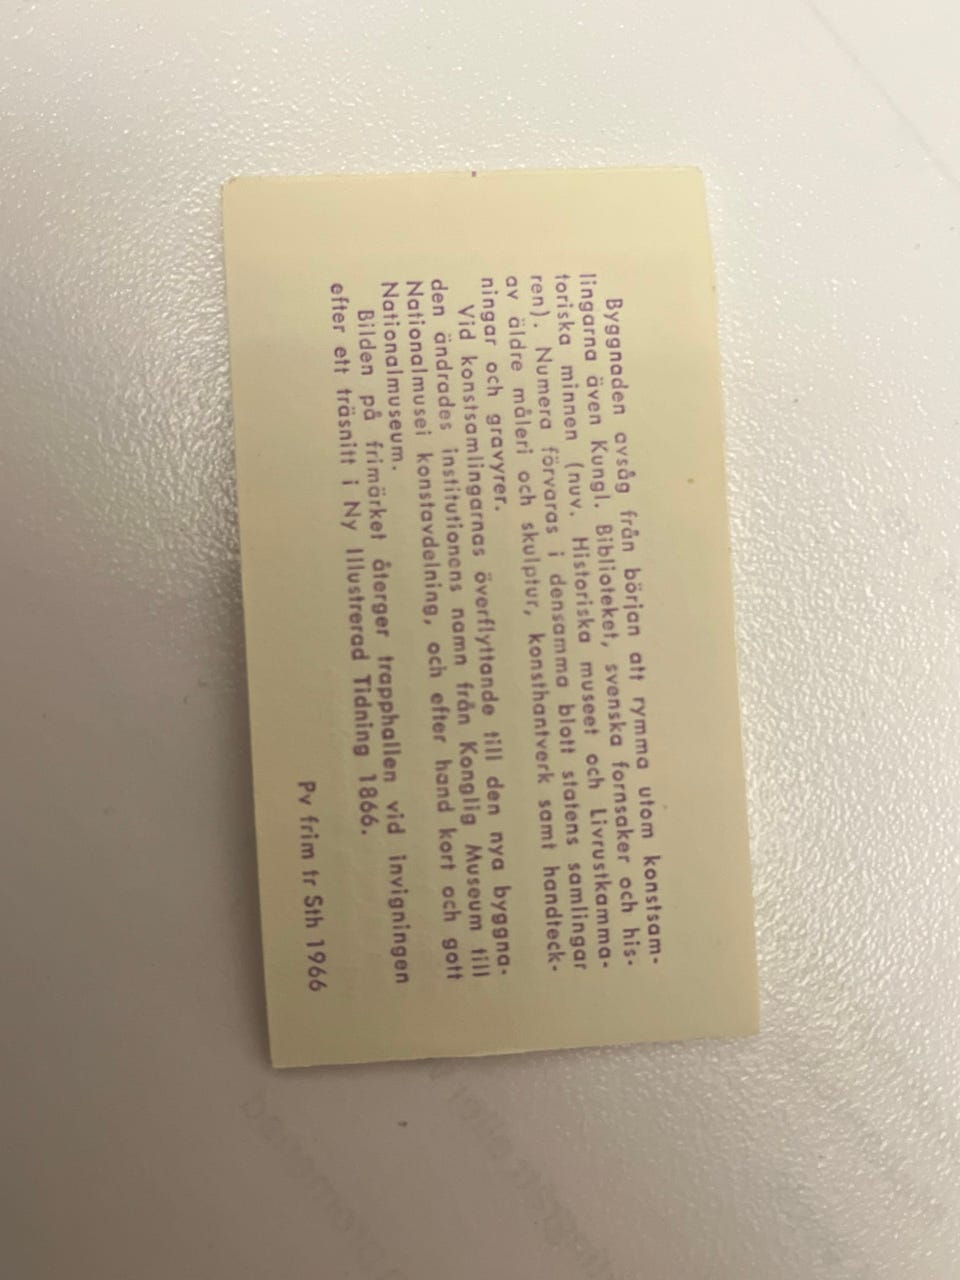 Byggnaden avsåg från början att rymma utom konstsam-
lingarna även Kungl. Biblioteket, svenska fornsaker och his-
toriska minnen (nuv. Historiska museet och Livrustkamma-
ren). Numera förvaras i densamma blott statens samlingar
av äldre måleri och skulptur, konsthantverk samt handteck-
ningar och gravyrer.
Vid konstsamlingarnas överflyttande till den nya byggna-
den ändrades institutionens namn från Konglig Museum till
Nationalmusei konstavdelning, och efter hand kort och gott
Nationalmuseum.
Bilden på frimärket återger trapphallen vid invigningen
efter ett träsnitt i Ny Illustrerad Tidning 1866.
Pv frim tr Sth 1966